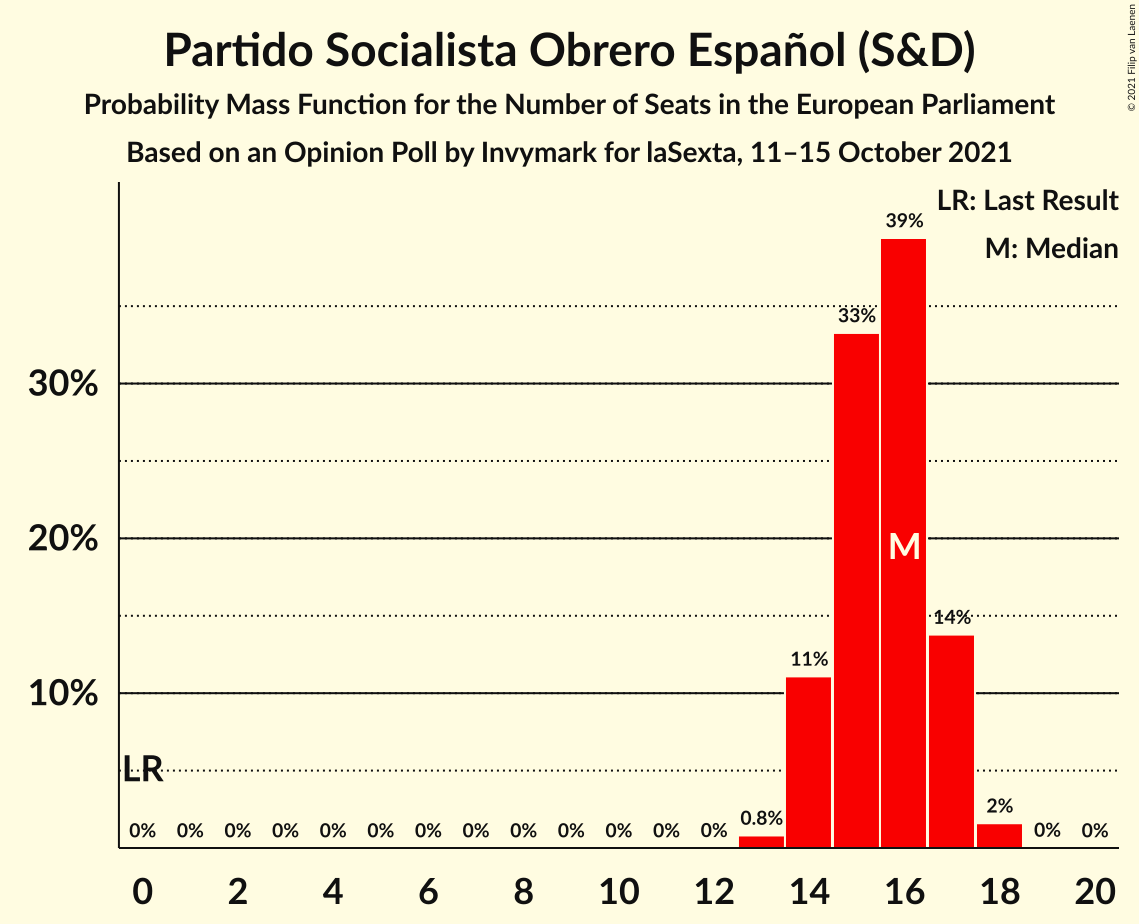 Partido Socialista Obrero Español (S&D)
Probability Mass Function for the Number of Seats in the European Parliament
Based on an Opinion Poll by Invymark for laSexta, 11–15 October 2021
© 2021 Filip van Laenen
LR: Last Result
M: Median
39%
33%
30%
20%
M
14%
11%
10%
LR
2%
0.8%
0% 0% 0% 0% 0% 0% 0% 0% 0% 0% 0% 0% 0% 0% 0%
0 2 4 6 8 10 12 14 16 18 20